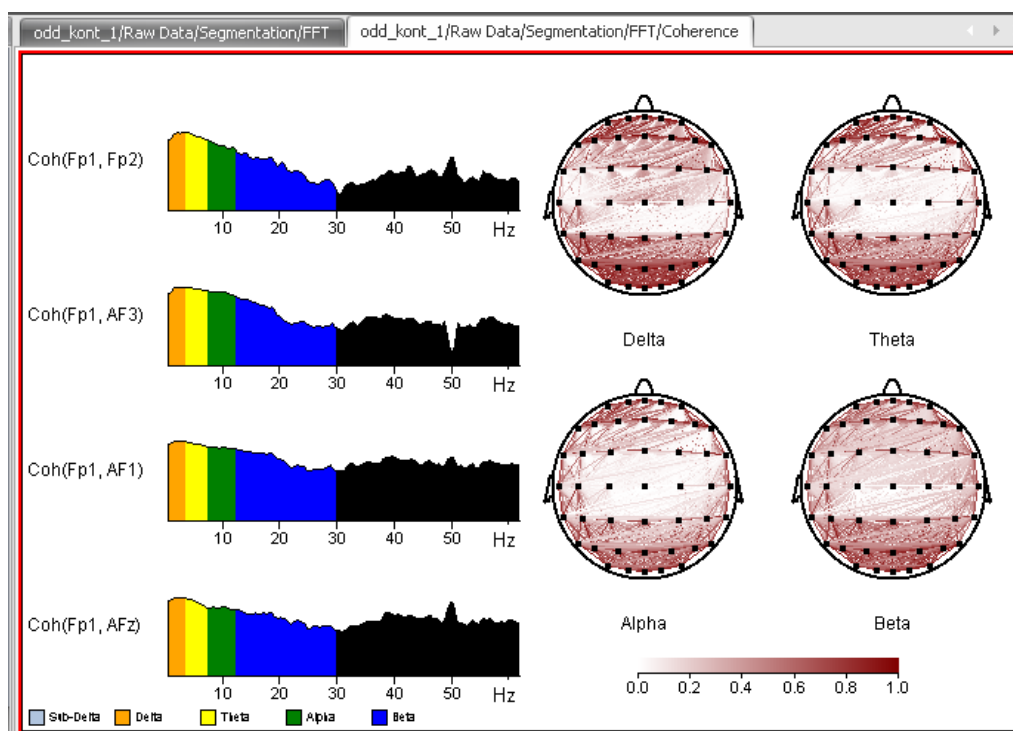 odd_kont_1/Raw Data/Segmentation/FFT
odd_kont_1/Raw Data/Segmentation/FFT/Coherence
Coh(Fp1, Fp2)
10 20 30 40 50 Hz
Coh(Fp1, AF3)
10 20 30 40 50 Hz
Coh(Fp1, AF1)
10 20 30 40 50 Hz
Coh(Fp1, AFz)
10 20 30 40 50 Hz
Sub-Delta Delta Theta Alpha Beta
Delta Theta
Alpha Beta
0.0 0.2 0.4 0.6 0.8 1.0